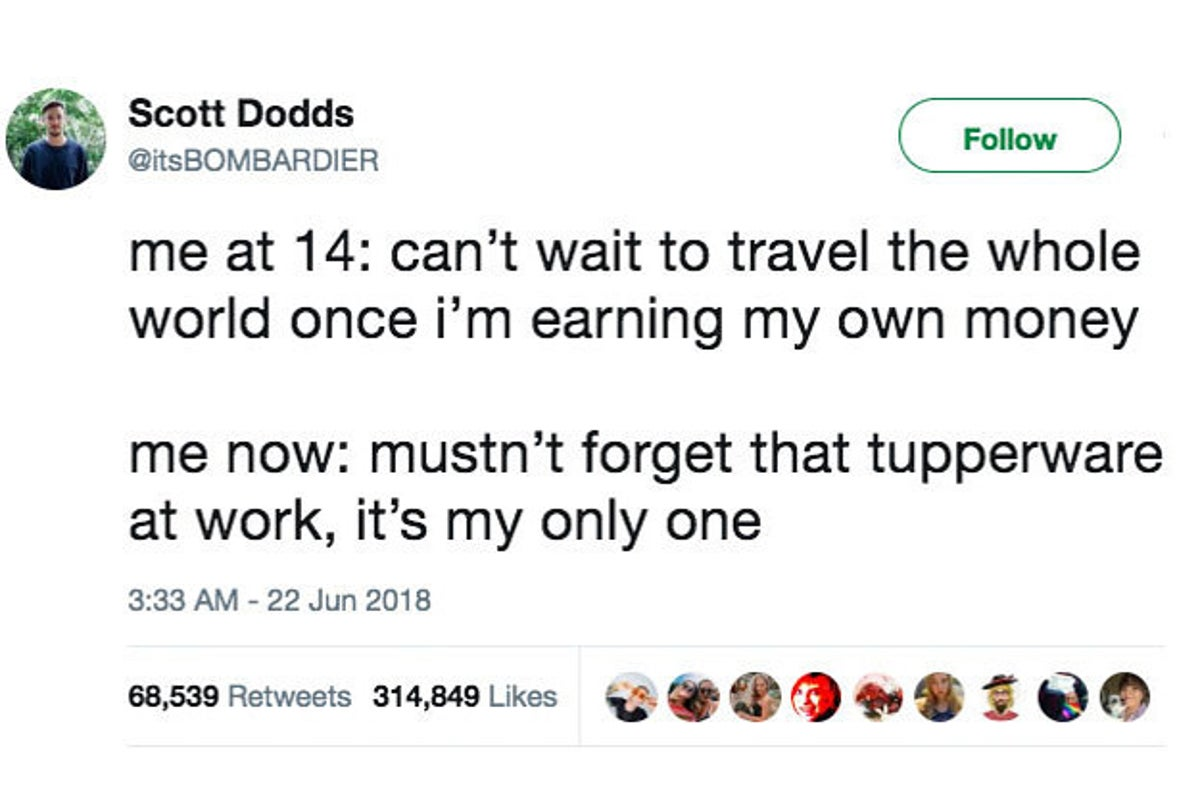 Scott Dodds
@itsBOMBARDIER
Follow
me at 14: can’t wait to travel the whole
world once i’m earning my own money
me now: mustn’t forget that tupperware
at work, it’s my only one
3:33 AM - 22 Jun 2018
68,539 Retweets 314,849 Likes